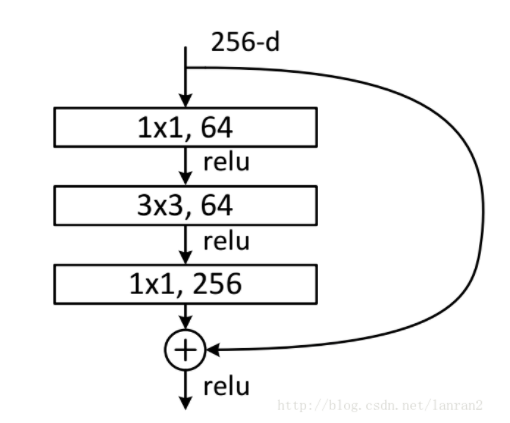 256-d
1x1, 64
relu
3x3, 64
relu
1x1, 256
+
relu
http://blog.csdn.net/lanran2